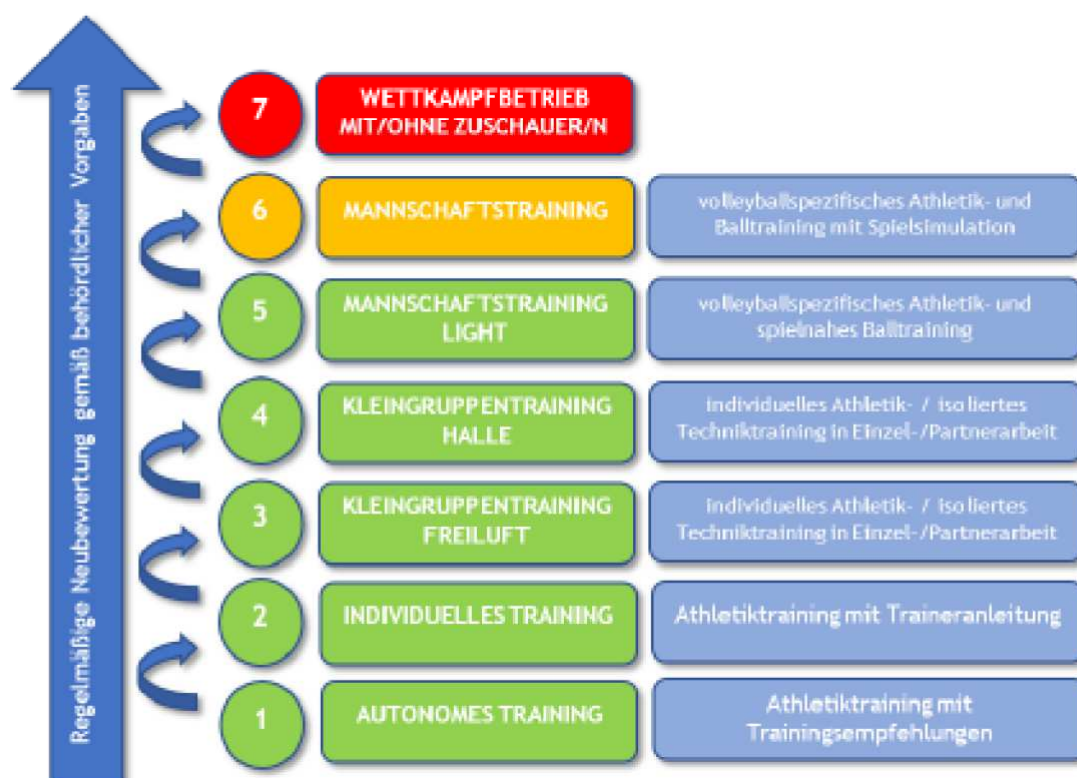 Regelmäßige Neubewertung gemäß behördlicher Vorgaben
7
WETTKAMPFBETRIEB
MIT/OHNE ZUSCHAUER/N
6
MANNSCHAFTSTRAINING
volleyballspezifisches Athletik- und
Balltraining mit Spielsimulation
5
MANNSCHAFTSTRAINING
LIGHT
volleyballspezifisches Athletik- und
spielnahes Balltraining
4
KLEINGRUPPENTRAINING
HALLE
individuelles Athletik- / isoliertes
Techniktraining in Einzel-/Partnerarbeit
3
KLEINGRUPPENTRAINING
FREILUFT
individuelles Athletik- / isoliertes
Techniktraining in Einzel-/Partnerarbeit
2
INDIVIDUELLES TRAINING
Athletiktraining mit Traineranleitung
1
AUTONOMES TRAINING
Athletiktraining mit
Trainingsempfehlungen